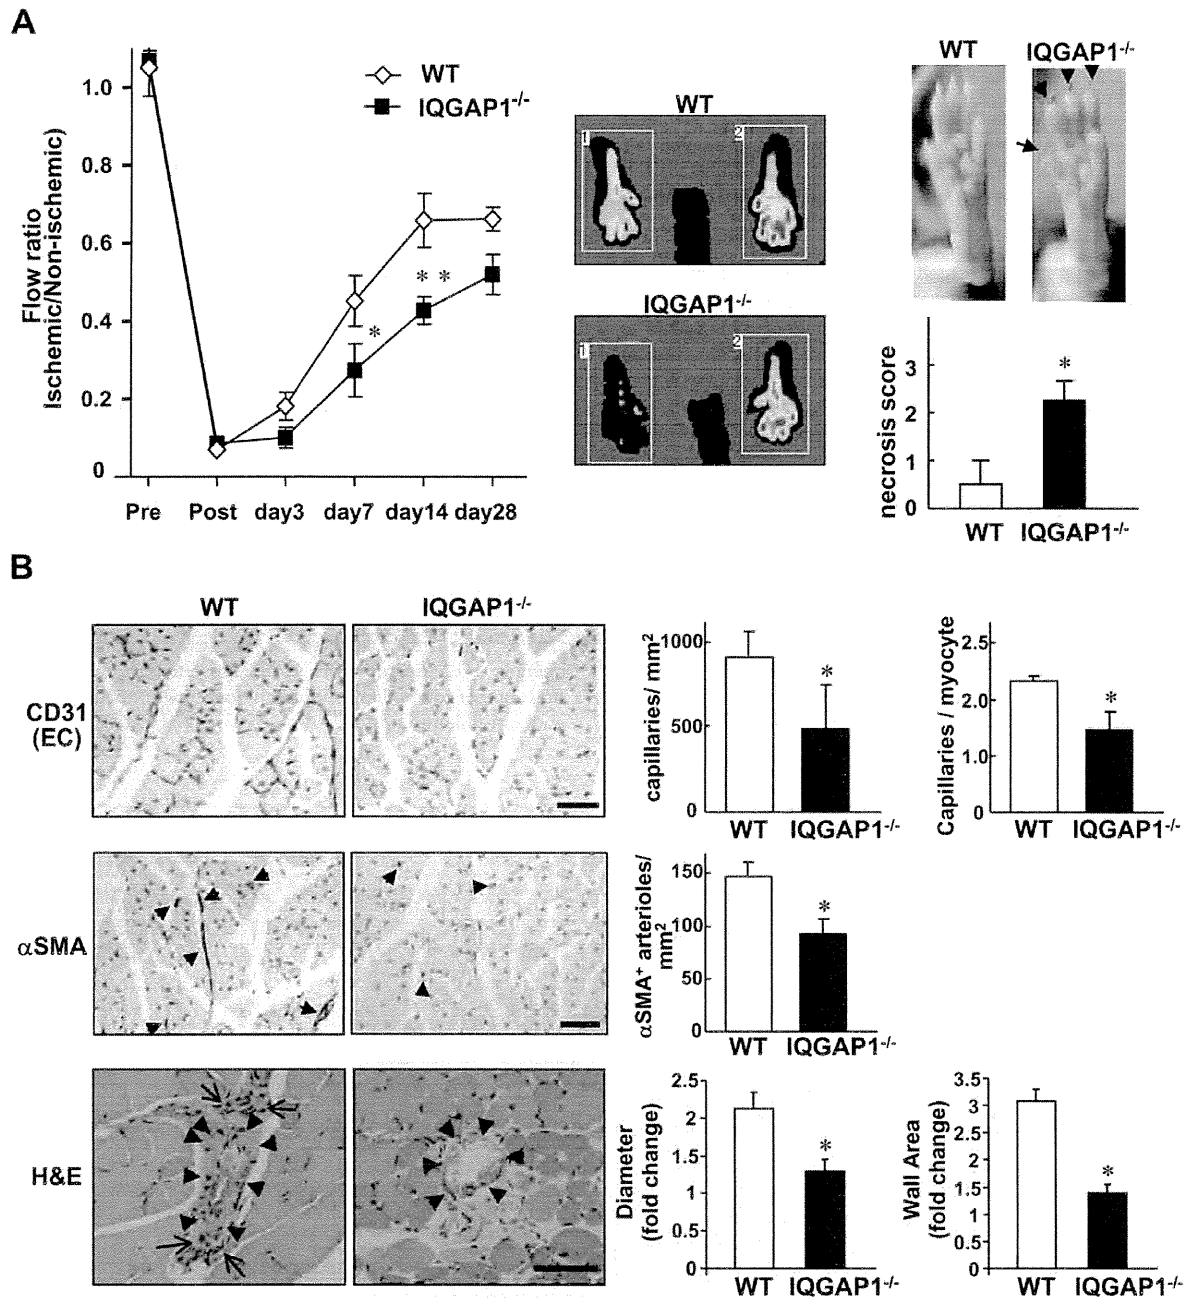 A
Flow ratio
Ischemic/Non-ischemic)
1.0
0.8
0.6
0.4
0.2
0
WT
IQGAP1-/-
*
* *
Pre Post day3 day7 day14 day28
WT
1
2
IQGAP1-/-
1
2
WT IQGAP1-/-
necrosis score
3
2
1
0
*
WT IQGAP1-/-
B
WT IQGAP1-/-
CD31
(EC)
αSMA
H&E
capillaries/ mm2
1000
500
0
*
WT IQGAP1-/-
Capillaries / myocyte
2.5
2.0
1.0
0
*
WT IQGAP1-/-
αSMA+ arterioles/
mm2
150
100
50
0
*
WT IQGAP1-/-
Diameter
(fold change)
2.5
2
1.5
1
0.5
0
*
WT IQGAP1-/-
Wall Area
(fold change)
3.5
3
2.5
2
1.5
1
0.5
0
*
WT IQGAP1-/-